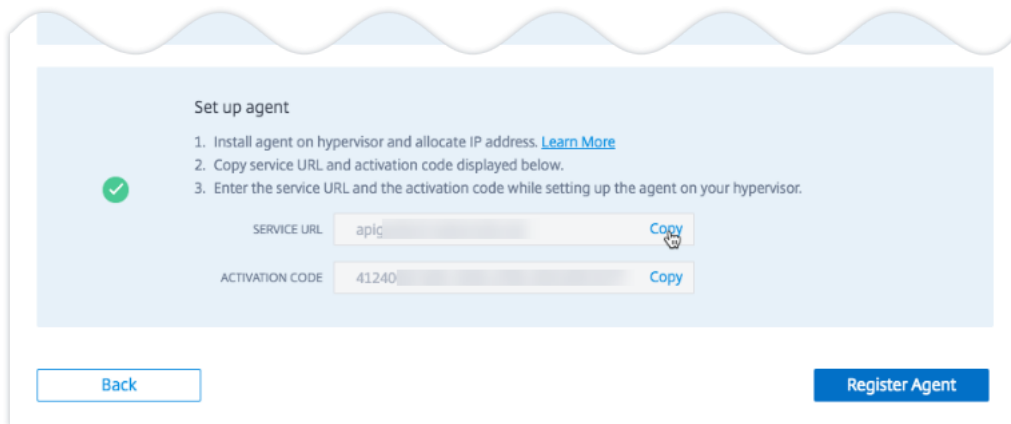 Set up agent
1. Install agent on hypervisor and allocate IP address. Learn More
2. Copy service URL and activation code displayed below.
3. Enter the service URL and the activation code while setting up the agent on your hypervisor.
SERVICE URL apig Copy
ACTIVATION CODE 41240 Copy
Back Register Agent